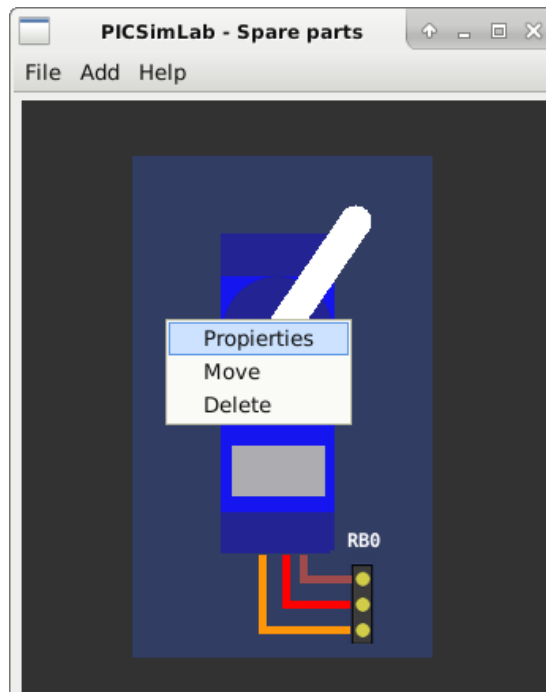 PICSimLab - Spare parts
File Add Help
Propierties
Move
Delete
RB0